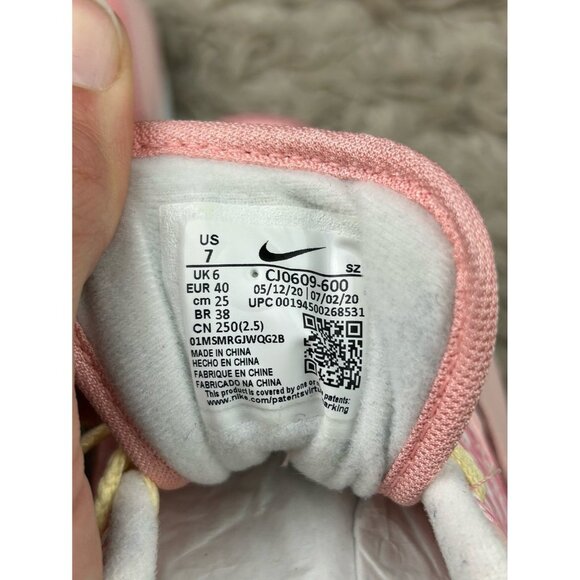 US
7
UK 6
EUR 40
cm 25
BR 38
CN 250(2.5)
SZ
CJ0609-600
05/12/20 | 07/02/20
UPC 00194500268531
01MSMRGJWQG2B
MADE IN CHINA
HECHO EN CHINA
FABRIQUE EN CHINE
FABRICADO NA CHINA
This product is covered by one or patents:
www.nike.com/patentsvirt arking